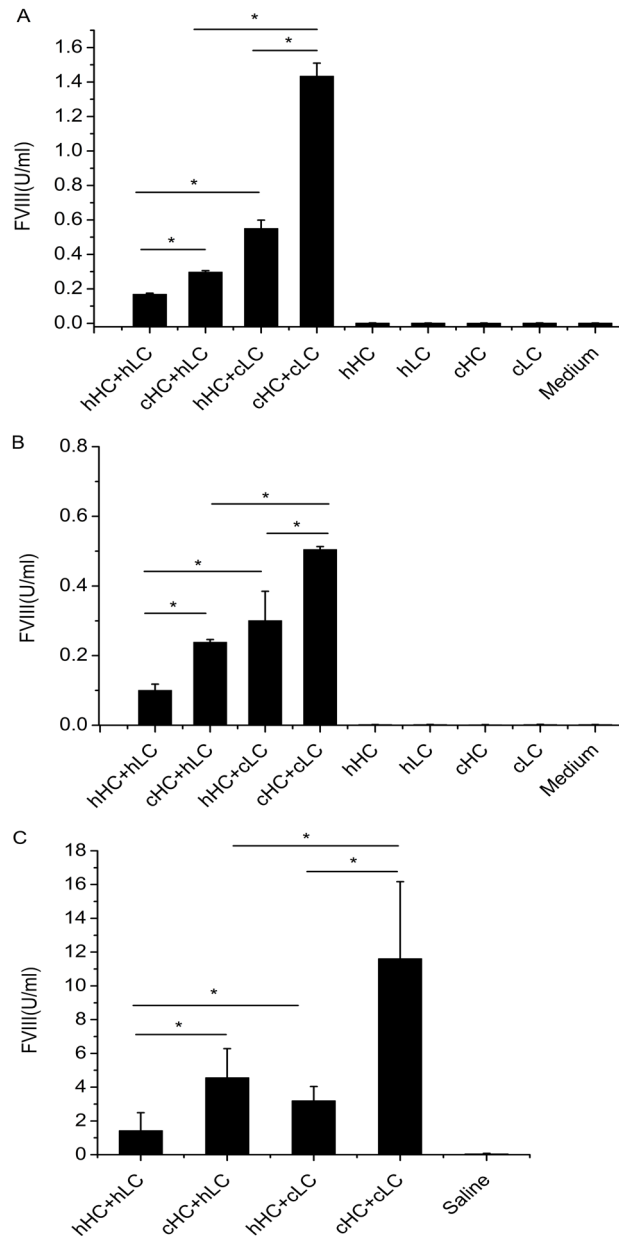 A
*
*
*
*
FVIII(U/ml)
1.6
1.4
1.2
1.0
0.8
0.6
0.4
0.2
0.0
hHC+hLC
cHC+hLC
hHC+cLC
cHC+cLC
hHC
hLC
cHC
cLC
Medium
B
*
*
*
*
FVIII(U/ml)
0.8
0.6
0.4
0.2
0.0
hHC+hLC
cHC+hLC
hHC+cLC
cHC+cLC
hHC
hLC
cHC
cLC
Medium
C
*
*
*
*
FVIII(U/ml)
18
16
14
12
10
8
6
4
2
0
hHC+hLC
cHC+hLC
hHC+cLC
cHC+cLC
Saline